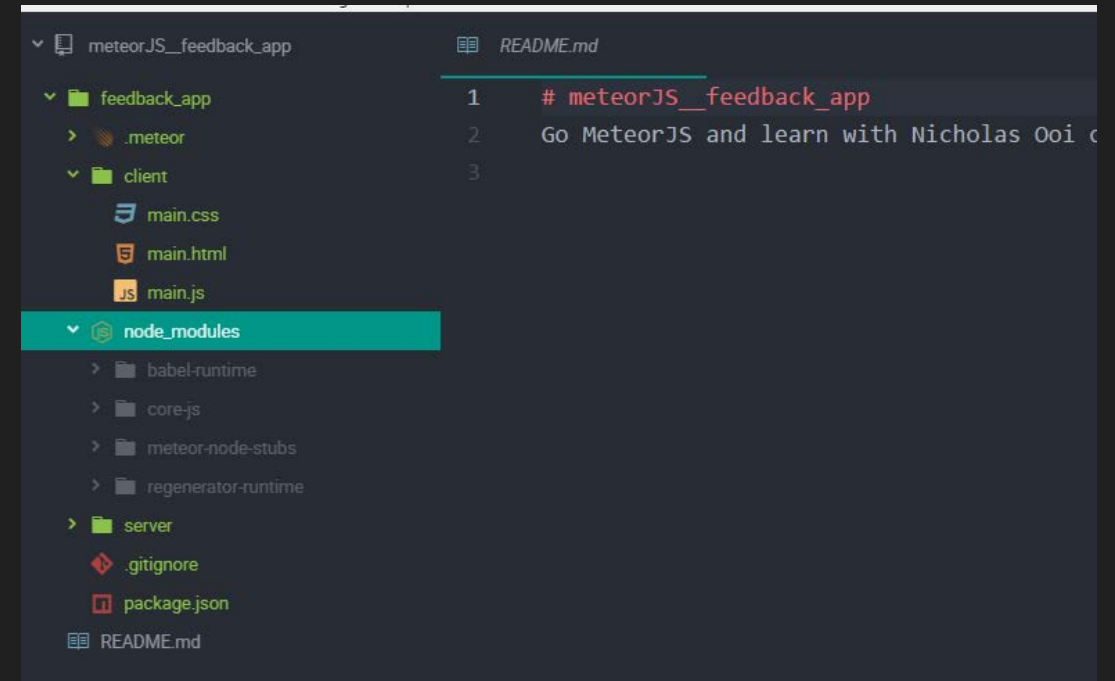 meteorJS__feedback_app
feedback_app
.meteor
client
main.css
main.html
JS main.js
JS node_modules
babel-runtime
core-js
meteor-node-stubs
regenerator-runtime
server
.gitignore
package.json
README.md
README.md
1 # meteorJS__feedback_app
2 Go MeteorJS and learn with Nicholas Ooi
3